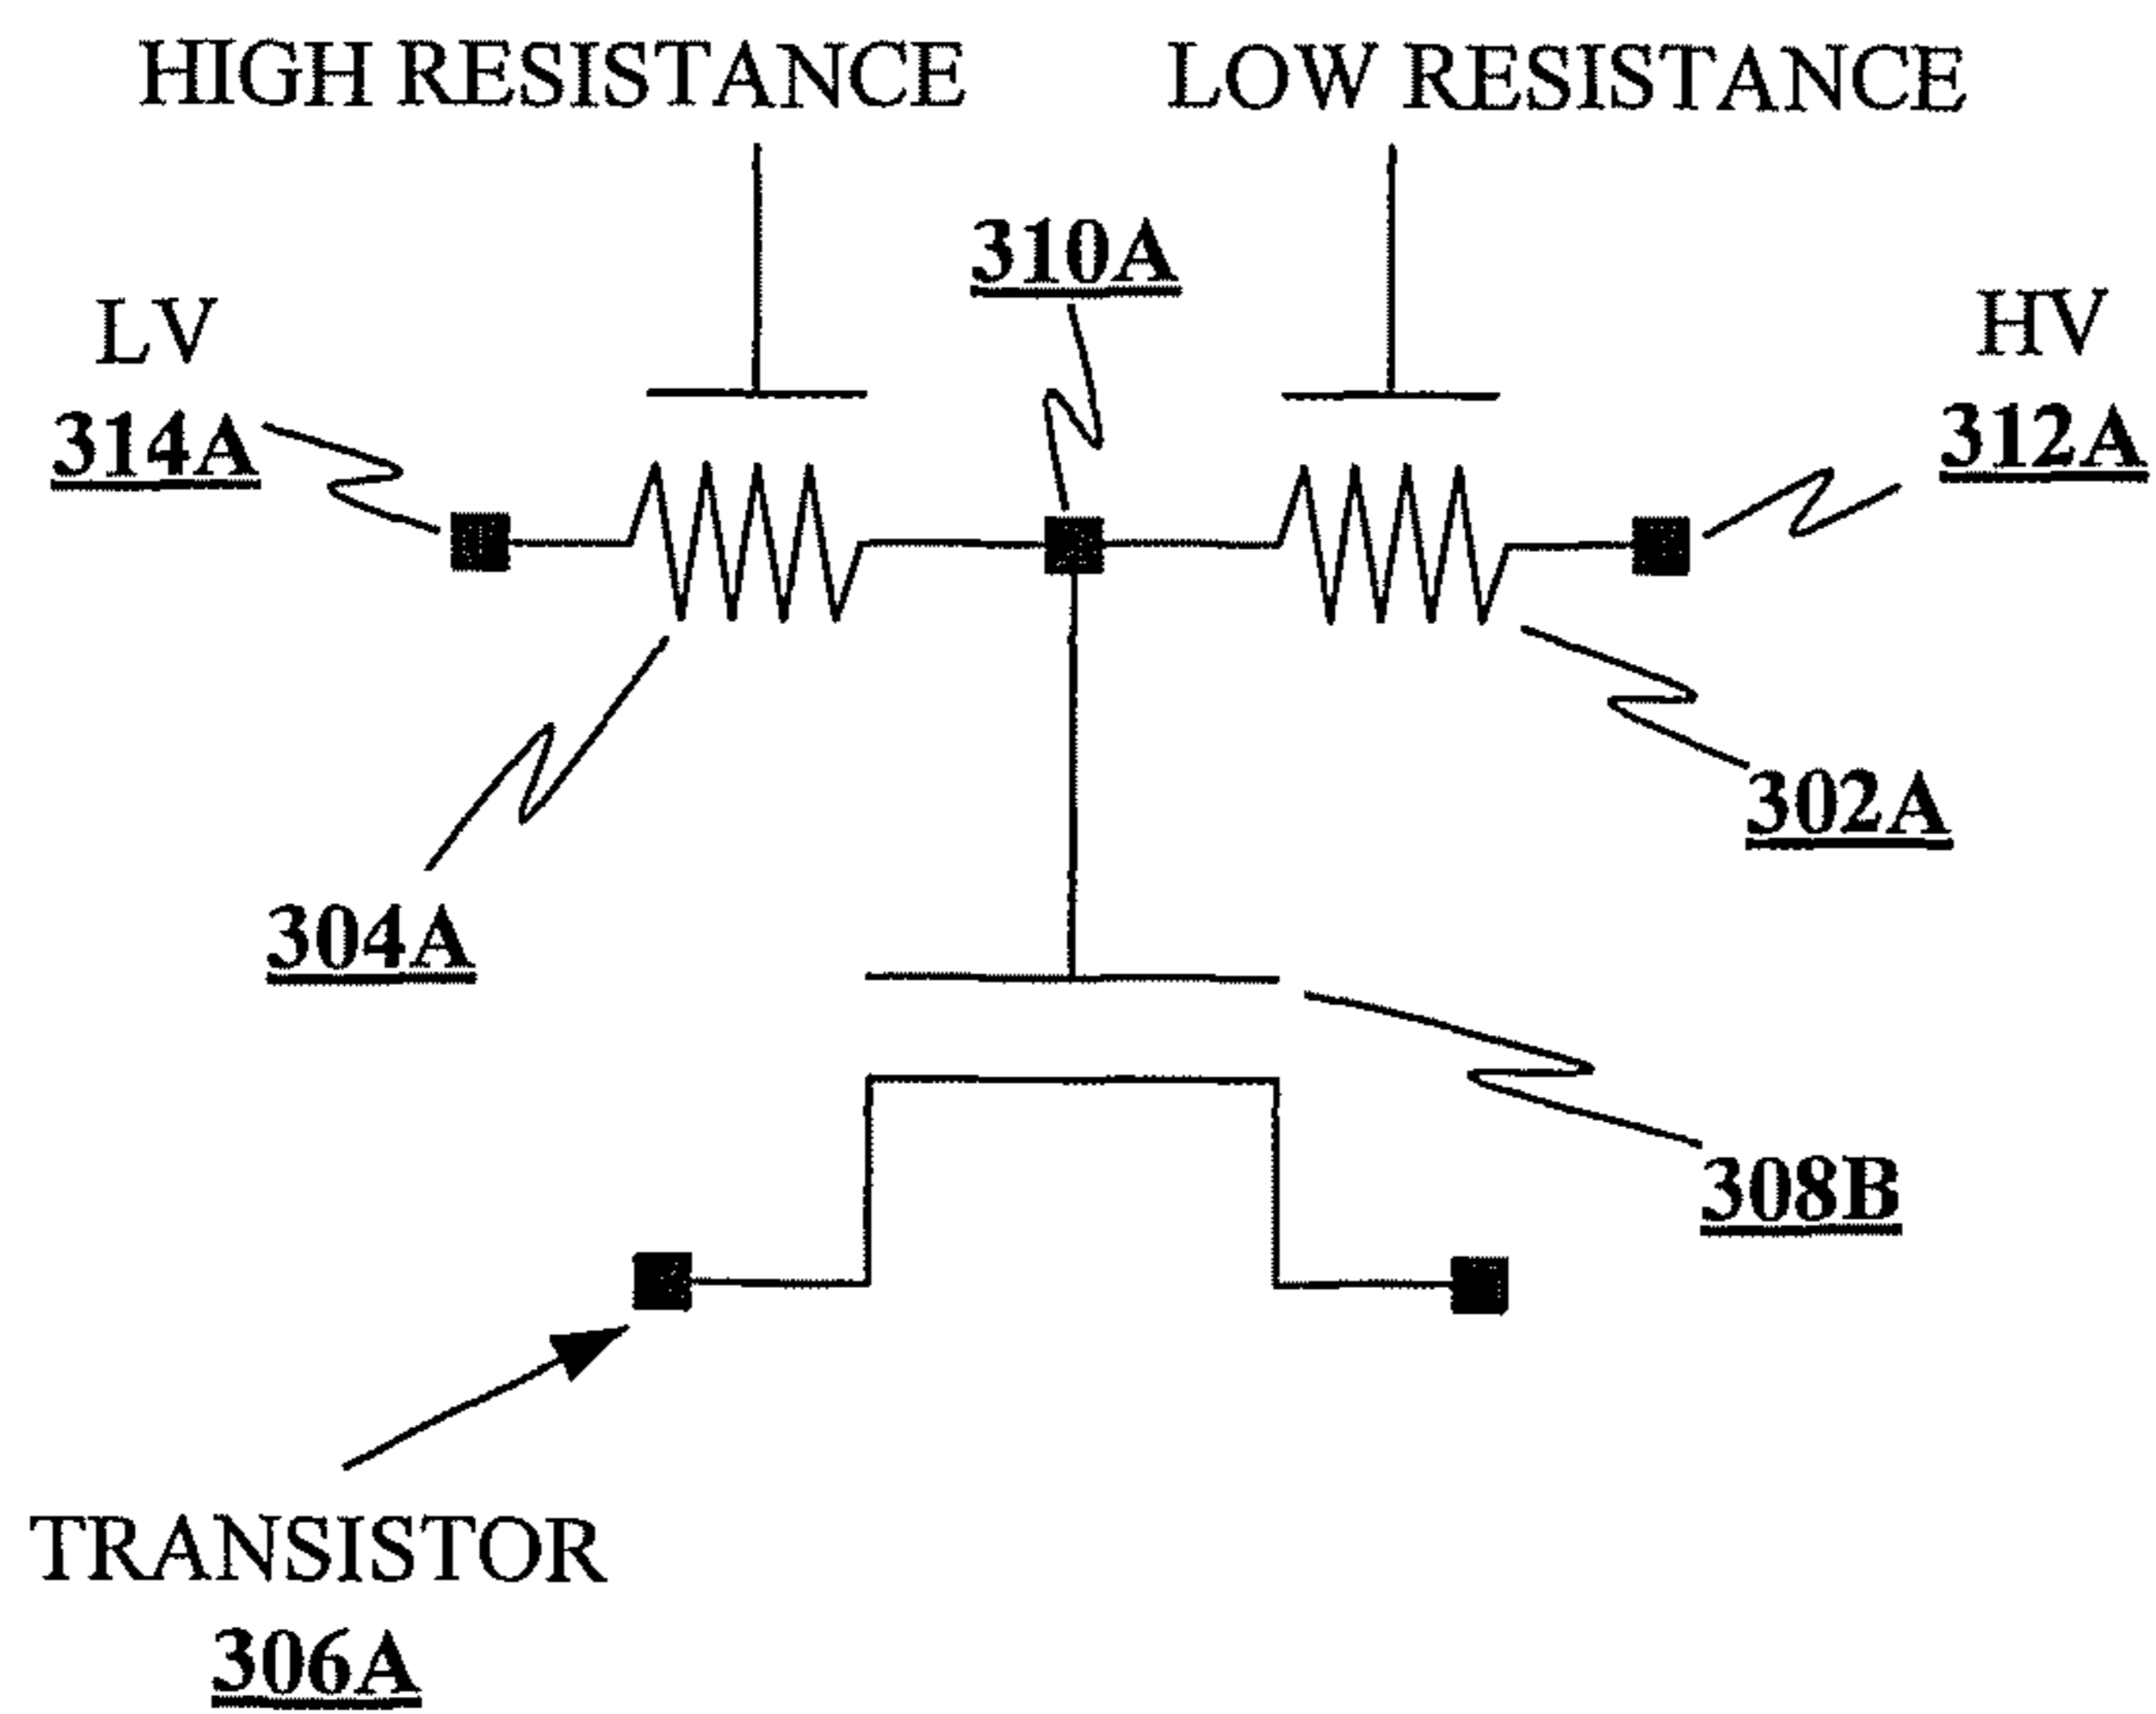 HIGH RESISTANCE
LOW RESISTANCE
310A
LV
314A
HV
312A
302A
304A
308B
TRANSISTOR
306A